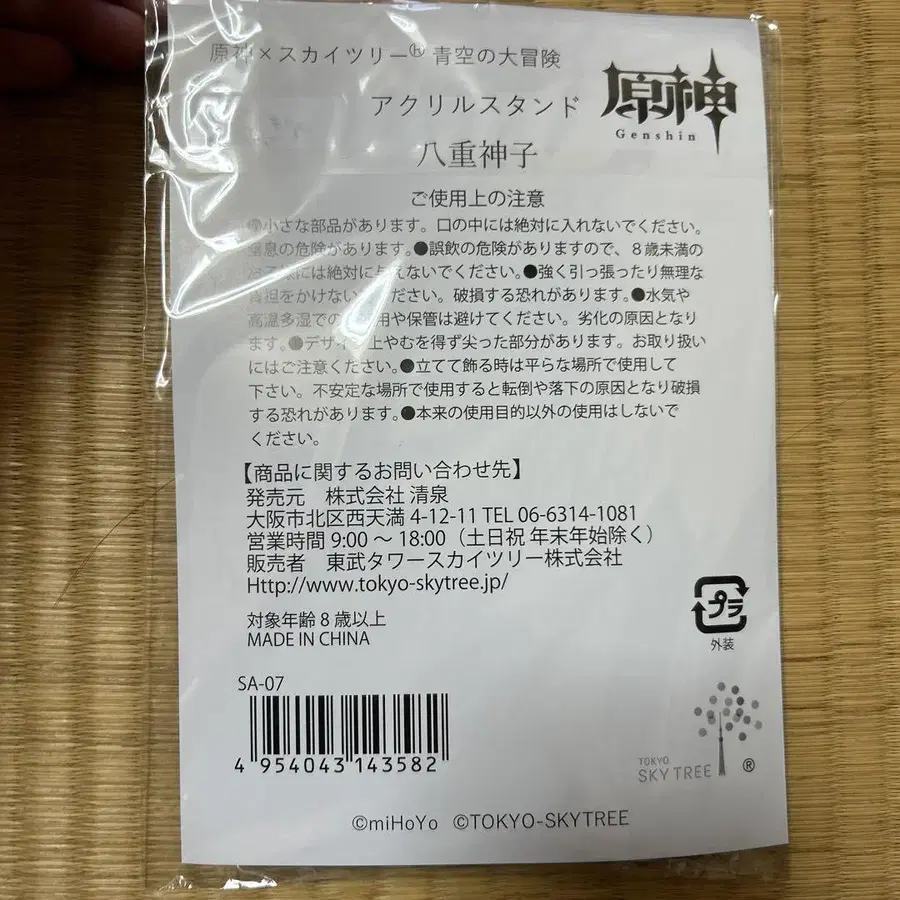 原神×スカイツリー® 青空の大冒険
アクリルスタンド
八重神子
原神
Genshin
ご使用上の注意
●小さな部品があります。口の中には絶対に入れないでください。
窒息の危険があります。●誤飲の危険がありますので、8歳未満の
お子様には絶対に与えないでください。●強く引っ張ったり無理な
負担をかけないでください。破損する恐れがあります。●水気や
高温多湿でのご使用や保管は避けてください。劣化の原因となり
ます。●デザイン上やむを得ず尖った部分があります。お取り扱い
にはご注意ください。●立てて飾る時は平らな場所で使用して
下さい。不安定な場所で使用すると転倒や落下の原因となり破損
する恐れがあります。●本来の使用目的以外の使用はしないで
ください。
【商品に関するお問い合わせ先】
発売元 株式会社 清泉
大阪市北区西天満 4-12-11 TEL 06-6314-1081
営業時間 9:00 〜 18:00（土日祝 年末年始除く）
販売者 東武タワースカイツリー株式会社
Http://www.tokyo-skytree.jp/
対象年齢 8 歳以上
MADE IN CHINA
プラ
外装
SA-07
4 954043 143582
TOKYO
SKY TREE ®
©miHoYo ©TOKYO-SKYTREE